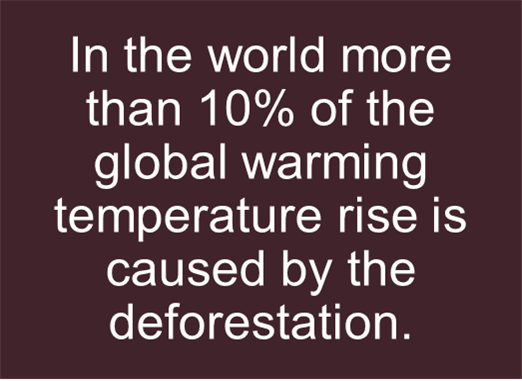 In the world more
than 10% of the
global warming
temperature rise is
caused by the
deforestation.